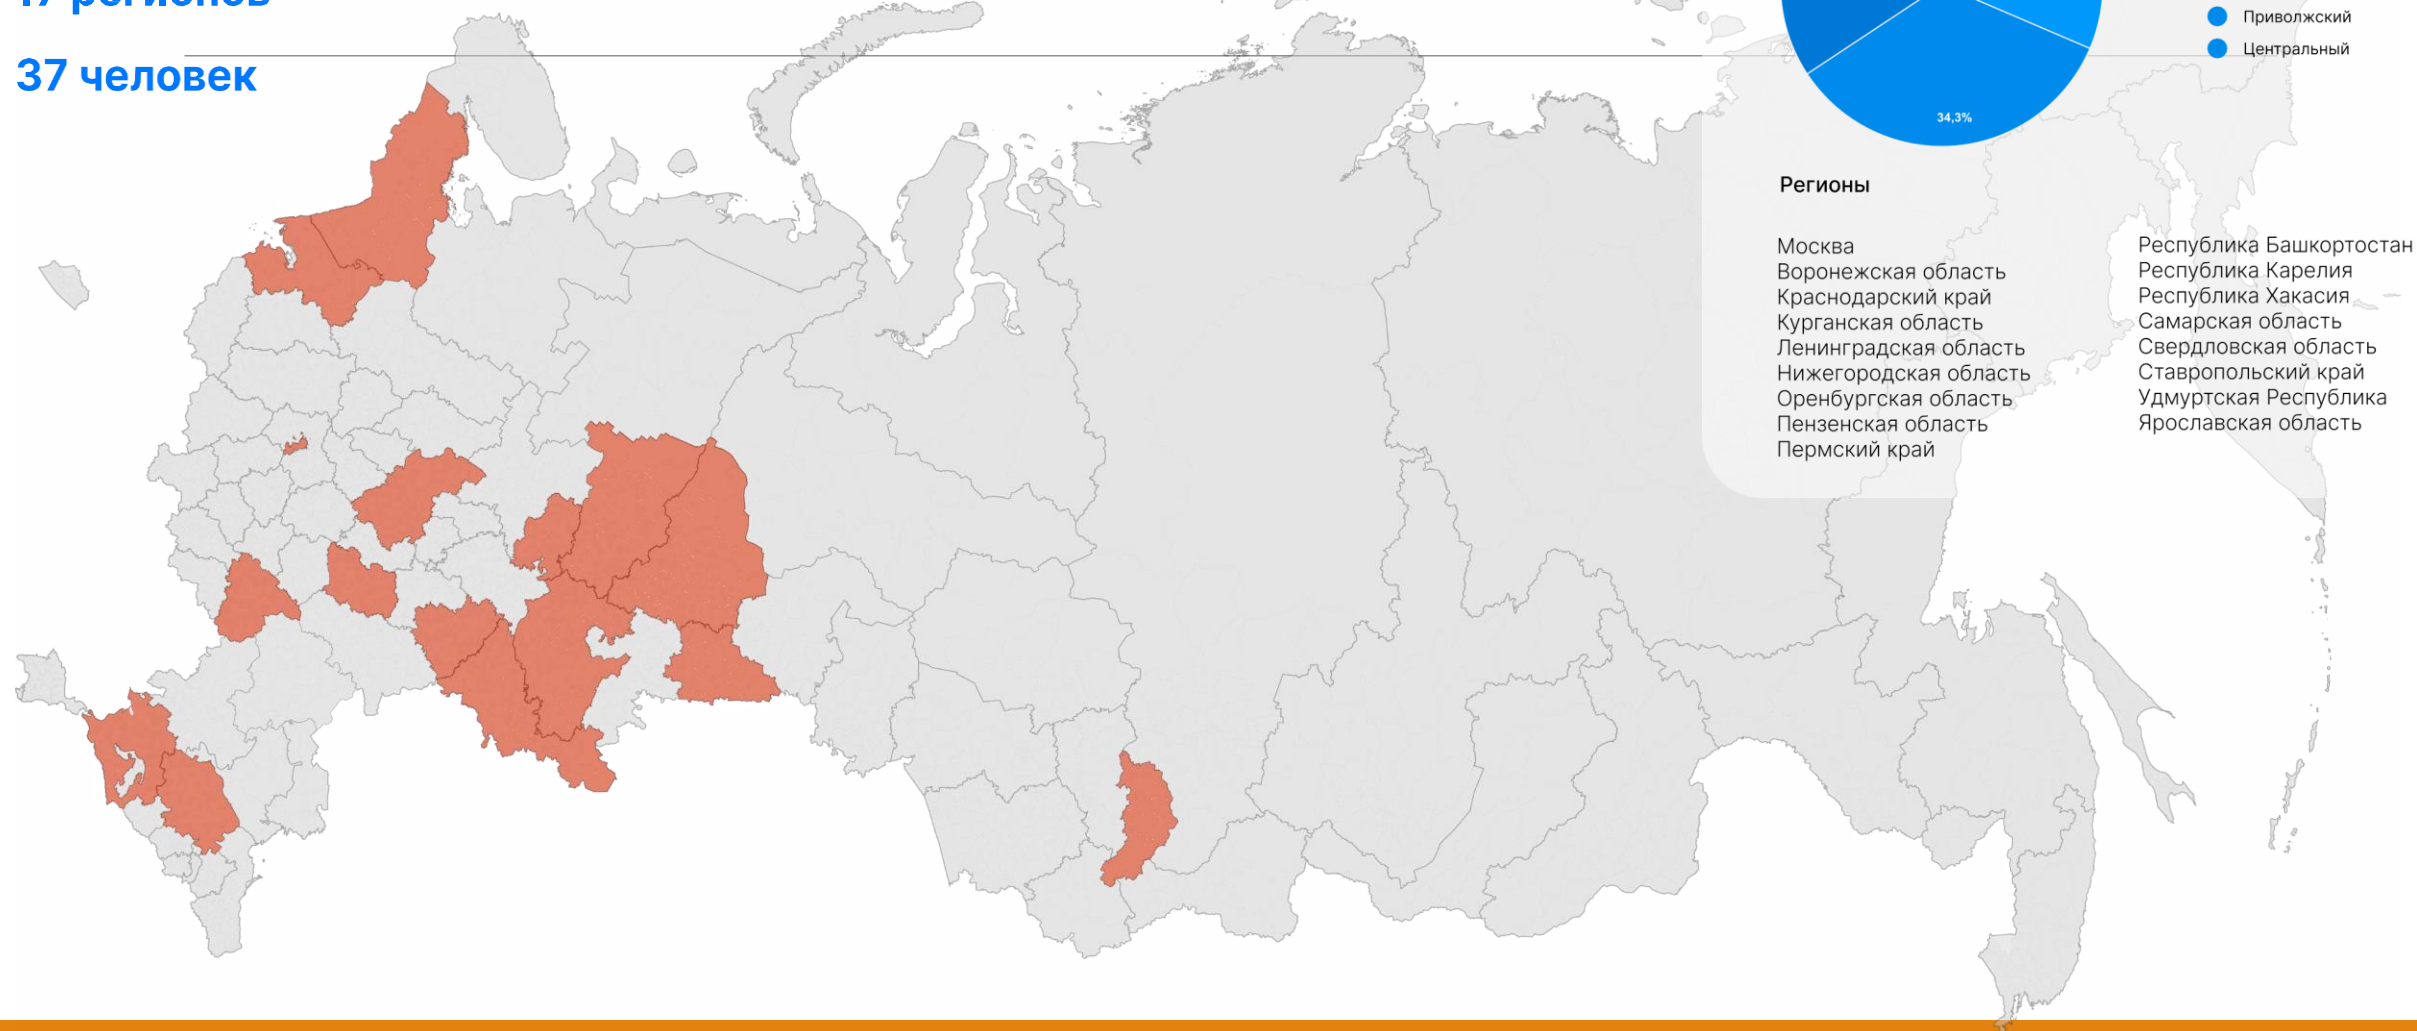 17 регионов
37 человек
Приволжский
Центральный
34,3%
Регионы
Москва
Воронежская область
Краснодарский край
Курганская область
Ленинградская область
Нижегородская область
Оренбургская область
Пензенская область
Пермский край
Республика Башкортостан
Республика Карелия
Республика Хакасия
Самарская область
Свердловская область
Ставропольский край
Удмуртская Республика
Ярославская область